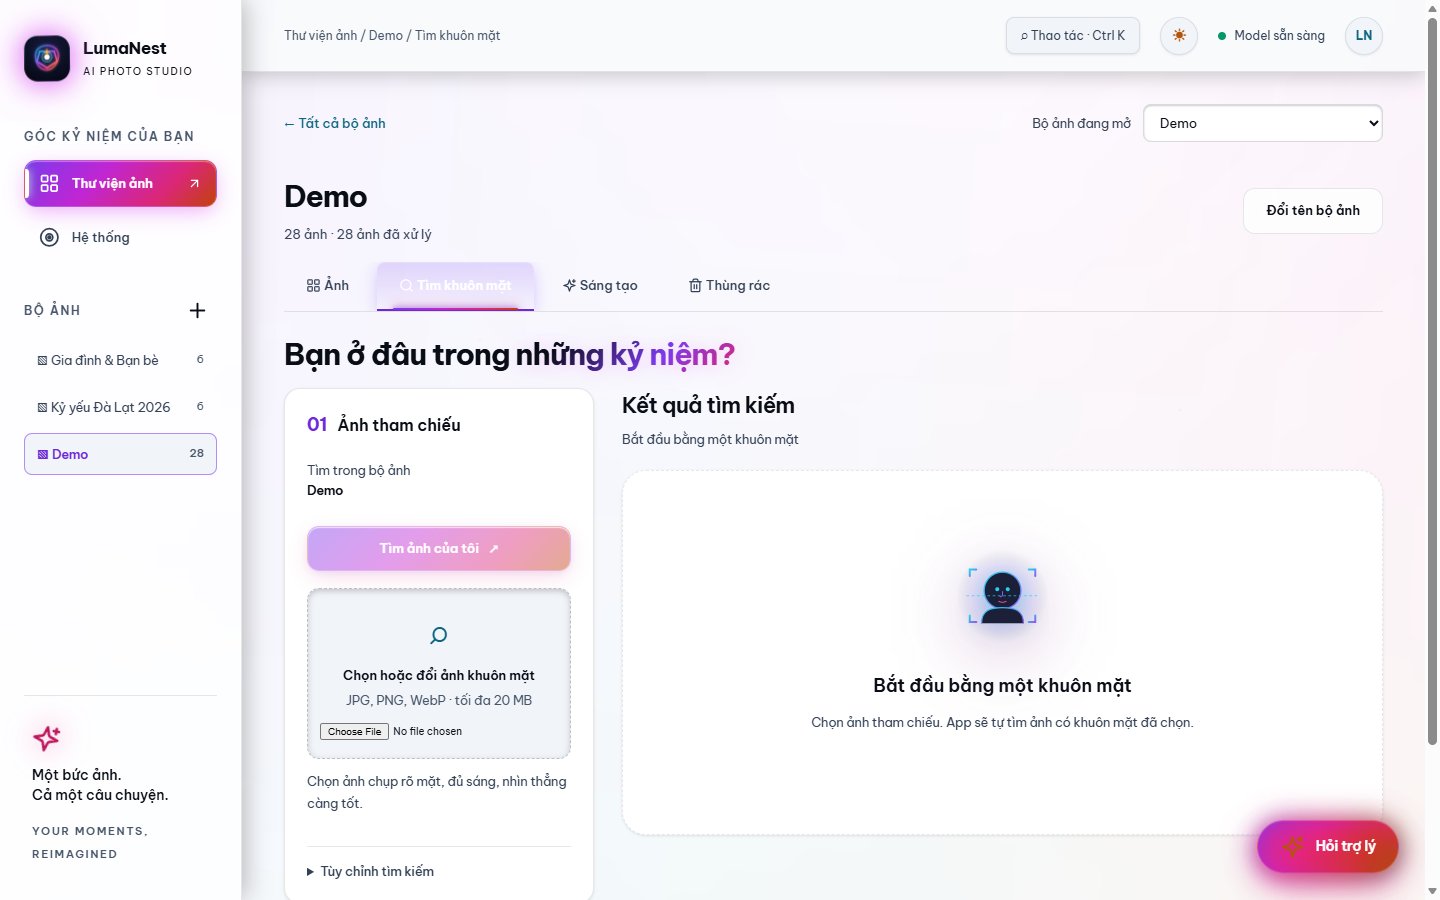 LumaNest
AI PHOTO STUDIO
GÓC KỶ NIỆM CỦA BẠN
Thư viện ảnh
Hệ thống
BỘ ẢNH
Gia đình & Bạn bè 6
Kỷ yếu Đà Lạt 2026 6
Demo 28
Một bức ảnh.
Cả một câu chuyện.
YOUR MOMENTS,
REIMAGINED
Thư viện ảnh / Demo / Tìm khuôn mặt
Thao tác · Ctrl K
Model sẵn sàng
LN
← Tất cả bộ ảnh
Bộ ảnh đang mở
Demo
Demo
28 ảnh · 28 ảnh đã xử lý
Đổi tên bộ ảnh
Ảnh
Tìm khuôn mặt
Sáng tạo
Thùng rác
Bạn ở đâu trong những kỷ niệm?
01 Ảnh tham chiếu
Tìm trong bộ ảnh
Demo
Tìm ảnh của tôi ↗
Chọn hoặc đổi ảnh khuôn mặt
JPG, PNG, WebP · tối đa 20 MB
Choose File No file chosen
Chọn ảnh chụp rõ mặt, đủ sáng, nhìn thẳng
càng tốt.
Tùy chỉnh tìm kiếm
Kết quả tìm kiếm
Bắt đầu bằng một khuôn mặt
Bắt đầu bằng một khuôn mặt
Chọn ảnh tham chiếu. App sẽ tự tìm ảnh có khuôn mặt đã chọn.
Hỏi trợ lý